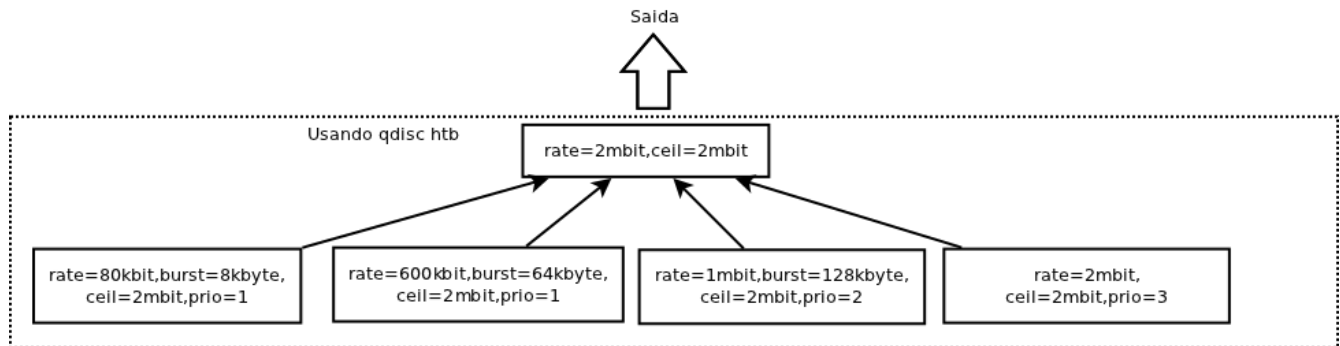 Saida
Usando qdisc htb
rate=2mbit,ceil=2mbit
rate=80kbit,burst=8kbyte,
ceil=2mbit,prio=1
rate=600kbit,burst=64kbyte,
ceil=2mbit,prio=1
rate=1mbit,burst=128kbyte,
ceil=2mbit,prio=2
rate=2mbit,
ceil=2mbit,prio=3